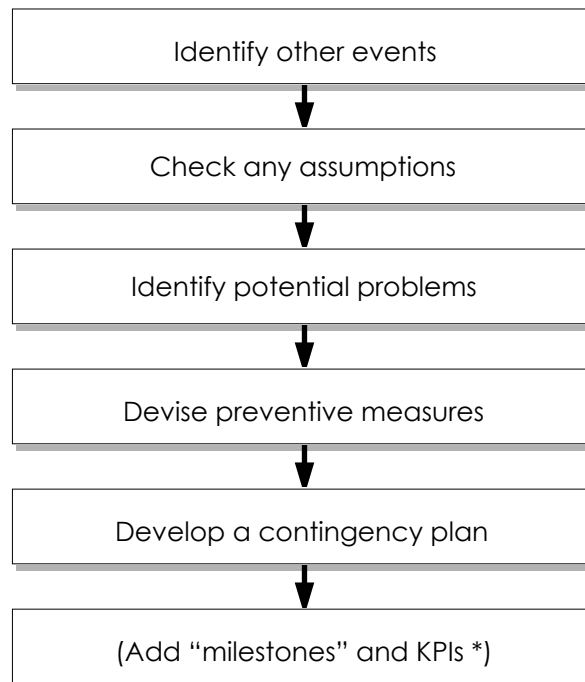 Identify other events
Check any assumptions
Identify potential problems
Devise preventive measures
Develop a contingency plan
(Add “milestones” and KPIs *)